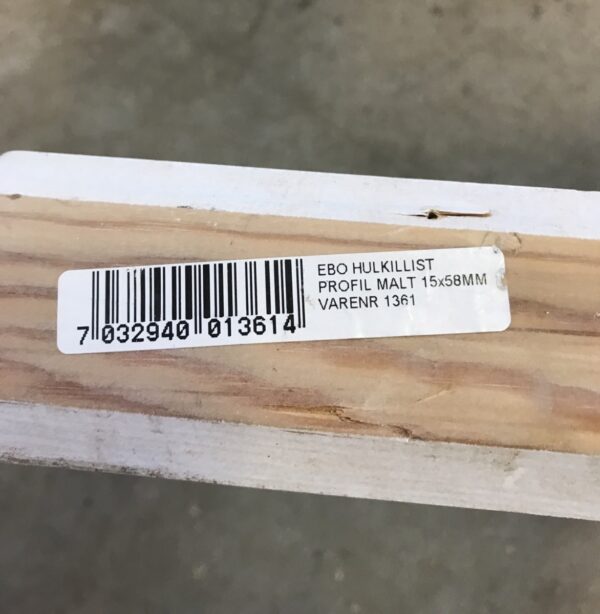 EBO HULKILLIST
PROFIL MALT 15x58MM
VARENR 1361
7 032940 013614